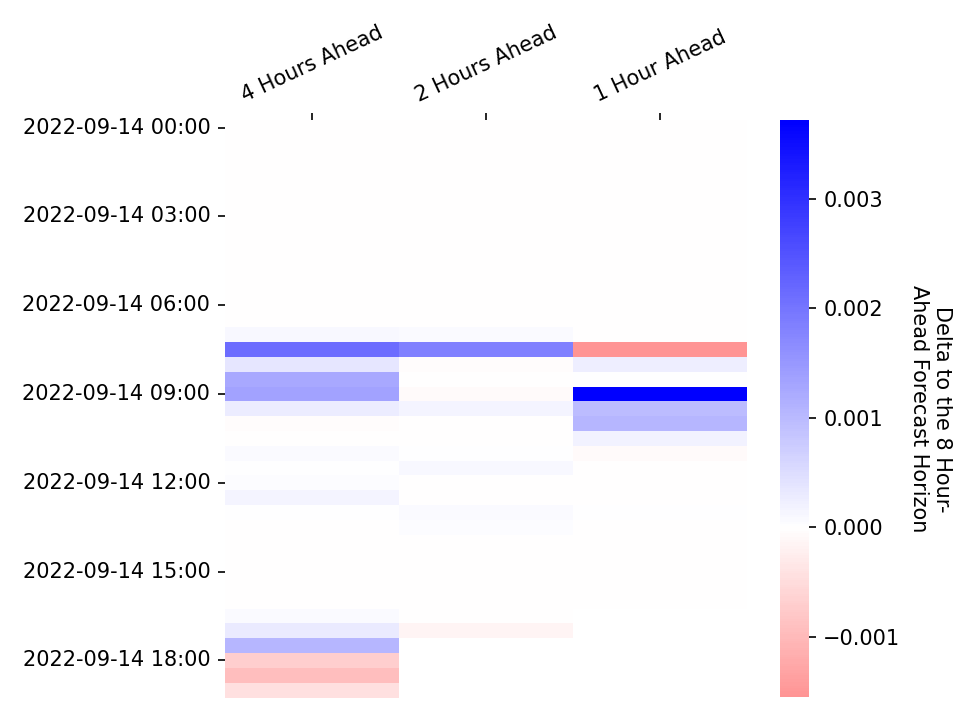 4 Hours Ahead
2 Hours Ahead
1 Hour Ahead
2022-09-14 00:00
2022-09-14 03:00
2022-09-14 06:00
2022-09-14 09:00
2022-09-14 12:00
2022-09-14 15:00
2022-09-14 18:00
0.003
0.002
0.001
0.000
−0.001
Delta to the 8 Hour-
Ahead Forecast Horizon